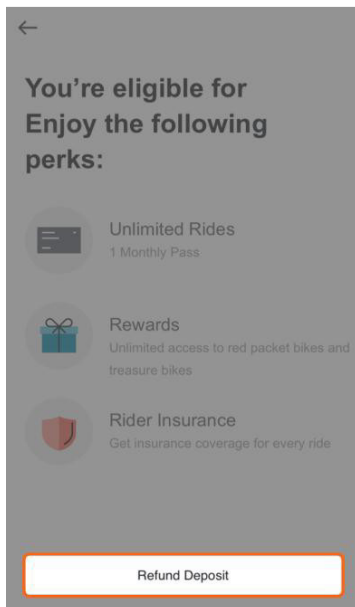 You're eligible for
Enjoy the following
perks:
Unlimited Rides
1 Monthly Pass
Rewards
Unlimited access to red packet bikes and
treasure bikes
Rider Insurance
Get insurance coverage for every ride
Refund Deposit